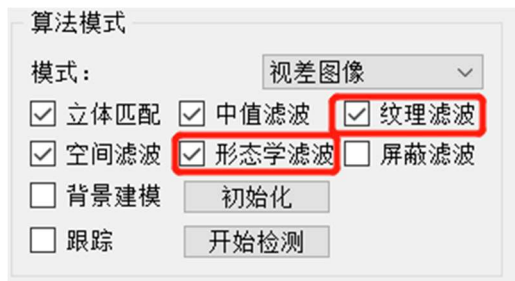 算法模式
模式： 视差图像
立体匹配 中值滤波 纹理滤波
空间滤波 形态学滤波 屏蔽滤波
背景建模 初始化
跟踪 开始检测